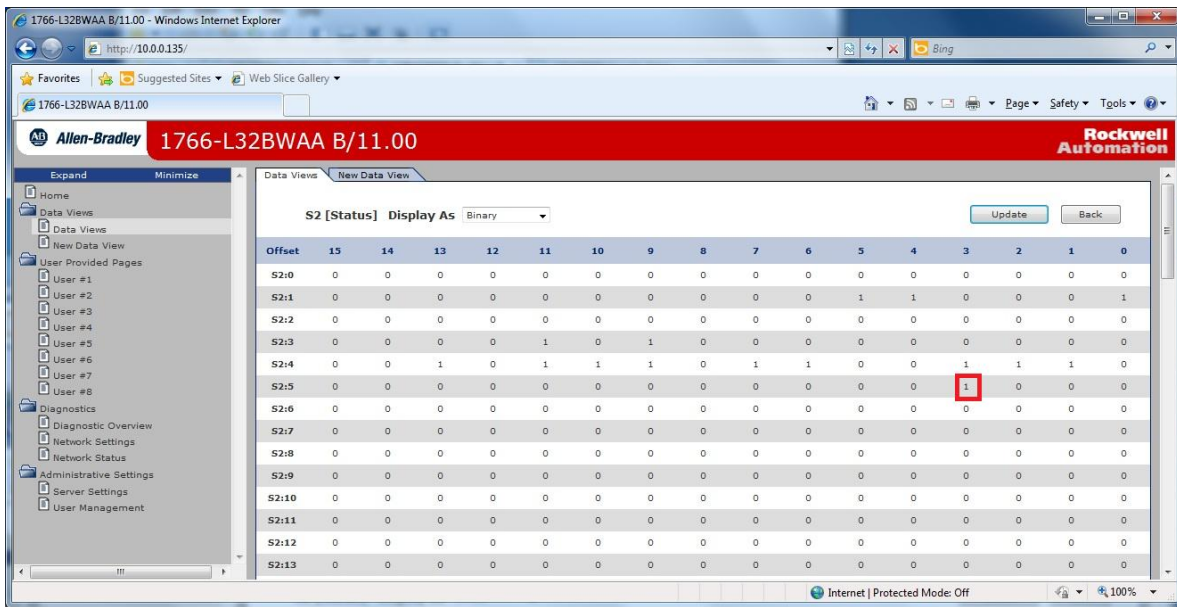 1766-L32BWAA B/11.00 - Windows Internet Explorer
http://10.0.0.135/
Bing
Favorites Suggested Sites Web Slice Gallery
1766-L32BWAA B/11.00
Page Safety Tools
AB Allen-Bradley 1766-L32BWAA B/11.00 Rockwell Automation
Expand Minimize
Home
Data Views
Data Views
New Data View
User Provided Pages
User #1
User #2
User #3
User #4
User #5
User #6
User #7
User #8
Diagnostics
Diagnostic Overview
Network Settings
Network Status
Administrative Settings
Server Settings
User Management
Data Views New Data View
S2 [Status] Display As Binary Update Back
Offset 15 14 13 12 11 10 9 8 7 6 5 4 3 2 1 0
S2:0 0 0 0 0 0 0 0 0 0 0 0 0 0 0 0 0
S2:1 0 0 0 0 0 0 0 0 0 0 1 1 0 0 0 1
S2:2 0 0 0 0 0 0 0 0 0 0 0 0 0 0 0 0
S2:3 0 0 0 0 1 0 1 0 0 0 0 0 0 0 0 0
S2:4 0 0 1 0 1 1 1 0 1 1 0 0 1 1 1 0
S2:5 0 0 0 0 0 0 0 0 0 0 0 0 1 0 0 0
S2:6 0 0 0 0 0 0 0 0 0 0 0 0 0 0 0 0
S2:7 0 0 0 0 0 0 0 0 0 0 0 0 0 0 0 0
S2:8 0 0 0 0 0 0 0 0 0 0 0 0 0 0 0 0
S2:9 0 0 0 0 0 0 0 0 0 0 0 0 0 0 0 0
S2:10 0 0 0 0 0 0 0 0 0 0 0 0 0 0 0 0
S2:11 0 0 0 0 0 0 0 0 0 0 0 0 0 0 0 0
S2:12 0 0 0 0 0 0 0 0 0 0 0 0 0 0 0 0
S2:13 0 0 0 0 0 0 0 0 0 0 0 0 0 0 0 0
Internet | Protected Mode: Off 100%